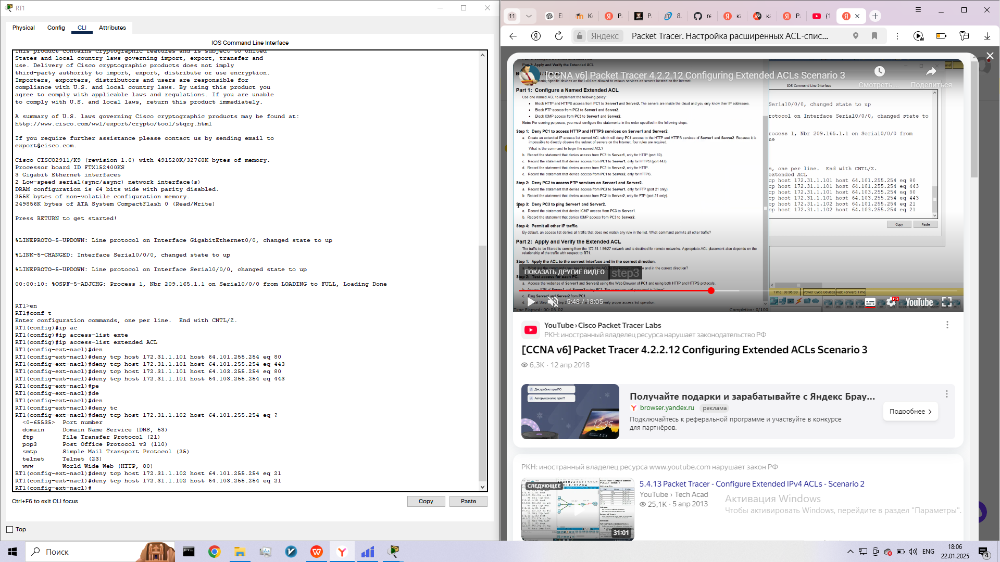 RT1
Physical
Config
CLI
Attributes
IOS Command Line Interface
This product contains cryptographic features and is subject to United
States and local country laws governing import, export, transfer and
use. Delivery of Cisco cryptographic products does not imply
third-party authority to import, export, distribute or use encryption.
Importers, exporters, distributors and users are responsible for
compliance with U.S. and local country laws. By using this product you
agree to comply with applicable laws and regulations. If you are unable
to comply with U.S. and local laws, return this product immediately.
A summary of U.S. laws governing Cisco cryptographic products may be found at:
http://www.cisco.com/wwl/export/crypto/tool/stqrg.html
If you require further assistance please contact us by sending email to
export@cisco.com.
Cisco CISCO2911/K9 (revision 1.0) with 491520K/32768K bytes of memory.
Processor board ID FTX152400KS
3 Gigabit Ethernet interfaces
2 Low-speed serial(sync/async) network interface(s)
DRAM configuration is 64 bits wide with parity disabled.
255K bytes of non-volatile configuration memory.
249856K bytes of ATA System CompactFlash 0 (Read/Write)
Press RETURN to get started!
%LINEPROTO-5-UPDOWN: Line protocol on Interface GigabitEthernet0/0, changed state to up
%LINK-5-CHANGED: Interface Serial0/0/0, changed state to up
%LINEPROTO-5-UPDOWN: Line protocol on Interface Serial0/0/0, changed state to up
00:00:10: %OSPF-5-ADJCHG: Process 1, Nbr 209.165.1.1 on Serial0/0/0 from LOADING to FULL, Loading Done
RT1>en
RT1#conf t
Enter configuration commands, one per line.  End with CNTL/Z.
RT1(config)#ip ac
RT1(config)#ip access-list exte
RT1(config)#ip access-list extended ACL
RT1(config-ext-nacl)#den
RT1(config-ext-nacl)#deny tcp host 172.31.1.101 host 64.101.255.254 eq 80
RT1(config-ext-nacl)#deny tcp host 172.31.1.101 host 64.101.255.254 eq 443
RT1(config-ext-nacl)#deny tcp host 172.31.1.101 host 64.103.255.254 eq 80
RT1(config-ext-nacl)#deny tcp host 172.31.1.101 host 64.103.255.254 eq 443
RT1(config-ext-nacl)#pe
RT1(config-ext-nacl)#de
RT1(config-ext-nacl)#den
RT1(config-ext-nacl)#deny tc
RT1(config-ext-nacl)#deny tcp host 172.31.1.102 host 64.101.255.254 eq ?
<0-65535>  Port number
domain     Domain Name Service (DNS, 53)
ftp        File Transfer Protocol (21)
pop3       Post Office Protocol v3 (110)
smtp       Simple Mail Transport Protocol (25)
telnet     Telnet (23)
www        World Wide Web (HTTP, 80)
RT1(config-ext-nacl)#deny tcp host 172.31.1.102 host 64.101.255.254 eq 21
RT1(config-ext-nacl)#deny tcp host 172.31.1.102 host 64.103.255.254 eq 21
RT1(config-ext-nacl)#
Ctrl+F6 to exit CLI focus
Copy
Paste
Top
11
Яндекс
Packet Tracer. Настройка расширенных ACL-спис...
Part 2: Apply and Verify the Extended ACL
[CCNA v6] Packet Tracer 4.2.2.12 Configuring Extended ACLs Scenario 3
Смотреть ...
Поделиться
specific devices on the LAN are allowed to various services on servers located on the Internet.
Part 1: Configure a Named Extended ACL
Use one named ACL to implement the following policy:
• Block HTTP and HTTPS access from PC1 to Server1 and Server2. The servers are inside the cloud and you only know their IP addresses.
• Block FTP access from PC2 to Server1 and Server2.
• Block ICMP access from PC3 to Server1 and Server2.
Note: For scoring purposes, you must configure the statements in the order specified in the following steps.
Step 1: Deny PC1 to access HTTP and HTTPS services on Server1 and Server2.
a. Create an extended IP access list named ACL which will deny PC1 access to the HTTP and HTTPS services of Server1 and Server2. Because it is
impossible to directly observe the subnet of servers on the Internet, four rules are required.
What is the command to begin the named ACL?
b. Record the statement that denies access from PC1 to Server1, only for HTTP (port 80).
c. Record the statement that denies access from PC1 to Server1, only for HTTPS (port 443).
d. Record the statement that denies access from PC1 to Server2, only for HTTP.
e. Record the statement that denies access from PC1 to Server2, only for HTTPS.
Step 2: Deny PC2 to access FTP services on Server1 and Server2.
a. Record the statement that denies access from PC2 to Server1, only for FTP (port 21 only).
b. Record the statement that denies access from PC2 to Server2, only for FTP (port 21 only)
Step 3: Deny PC3 to ping Server1 and Server2.
a. Record the statement that denies ICMP access from PC3 to Server1.
b. Record the statement that denies ICMP access from PC3 to Server2.
Step 4: Permit all other IP traffic.
By default, an access list denies all traffic that does not match any rule in the list. What command permits all other traffic?
Part 2: Apply and Verify the Extended ACL
The traffic to be filtered is coming from the 172.31.1.96/27 network and is destined for remote networks. Appropriate ACL placement also depends on the
relationship of the traffic with respect to RT1
Step 1: Apply the ACL to the correct interface and in the correct direction.
ПОКАЗАТЬ ДРУГИЕ ВИДЕО
step3
Step 2: Test access for each PC.
a. Access the websites of Server1 and Server2 using the Web Browser of PC1 and using both HTTP and HTTPS protocols.
c. Ping Server1 and Server2 from PC1
5:43 / 13:05
Time Elapsed: 00:06:02
Completion: 0/100
IOS Command Line Interface
Serial0/0/0, changed state to up
rotocol on Interface Serial0/0/0, changed state to
rocess 1, Nbr 209.165.1.1 on Serial0/0/0 from
ne
s, one per line.  End with CNTL/Z.
extended ACL
cp host 172.31.1.101 host 64.101.255.254 eq 80
cp host 172.31.1.101 host 64.101.255.254 eq 443
cp host 172.31.1.101 host 64.103.255.254 eq 80
cp host 172.31.1.101 host 64.103.255.254 eq 443
cp host 172.31.1.102 host 64.101.255.254 eq 21
cp host 172.31.1.102 host 64.103.255.254 eq 21
Copy
Paste
Time: 00:06:00
Power Cycle Devices
Fast Forward Time
HD
YouTube
YouTube › Cisco Packet Tracer Labs
РКН: иностранный владелец ресурса нарушает законодательство РФ
[CCNA v6] Packet Tracer 4.2.2.12 Configuring Extended ACLs Scenario 3
6,3K · 12 апр 2018
Дистрибьюторы ПО
Авторы каналов про IT
12:35
Получайте подарки и зарабатывайте с Яндекс Брау...
browser.yandex.ru
реклама
Подключайтесь к реферальной программе и участвуйте в конкурсе
для партнёров.
Подробнее
РКН: иностранный владелец ресурса www.youtube.com нарушает закон РФ
СЛЕДУЮЩЕЕ
31:01
5.4.13 Packet Tracer - Configure Extended IPv4 ACLs - Scenario 2
YouTube › Tech Acad
25,1K · 5 апр 2013
Активация Windows
Чтобы активировать Windows, перейдите в раздел "Параметры".
Поиск
ENG
18:06
22.01.2025
4